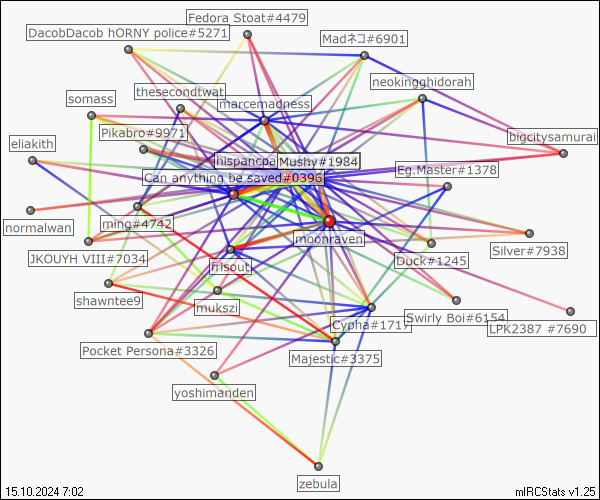 Fedora Stoat#4479
DacobDacob hORNY police#5271
Madネコ#6901
neokingghidorah
thesecondtwat
somass
marcemadness
Pikabro#9971
bigcitysamurai
eliakith
Mushy#1984
Eg.Master#1378
Can anything be saved#0396
normalwan
ming#4742
moonraven
Silver#7938
JKOUYH VIII#7034
frisout
Duck#1245
shawntee9
mukszi
Cypha#1717
Swirly Boi#6154
LPK2387 #7690
Pocket Persona#3326
Majestic#3375
yoshimanden
zebula
15.10.2024 7:02
mIRCStats v1.25